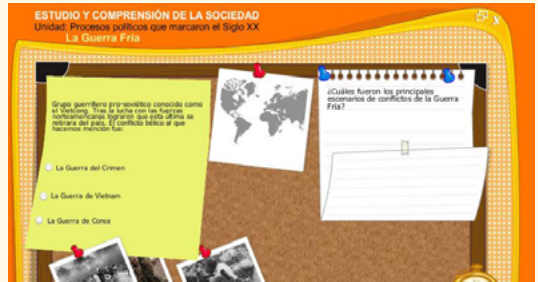 ESTUDIO Y COMPRENSIÓN DE LA SOCIEDAD
Unidad: Procesos políticos que marcaron el Siglo XX
La Guerra Fria
Grupo guerrillero pro-soviético conocido como
el Vietcong. Tras la lucha con las fuerzas
norteamericanas lograron que esta última se
retirara del país, El conflicto bélico al que
hacemos mención fue:
La Guerra del Crimen
La Guerra de Vietnam
La Guerra de Corea
¿Cuáles fueron los principales
escenarios de conflictos de la Guerra
Fría?
X